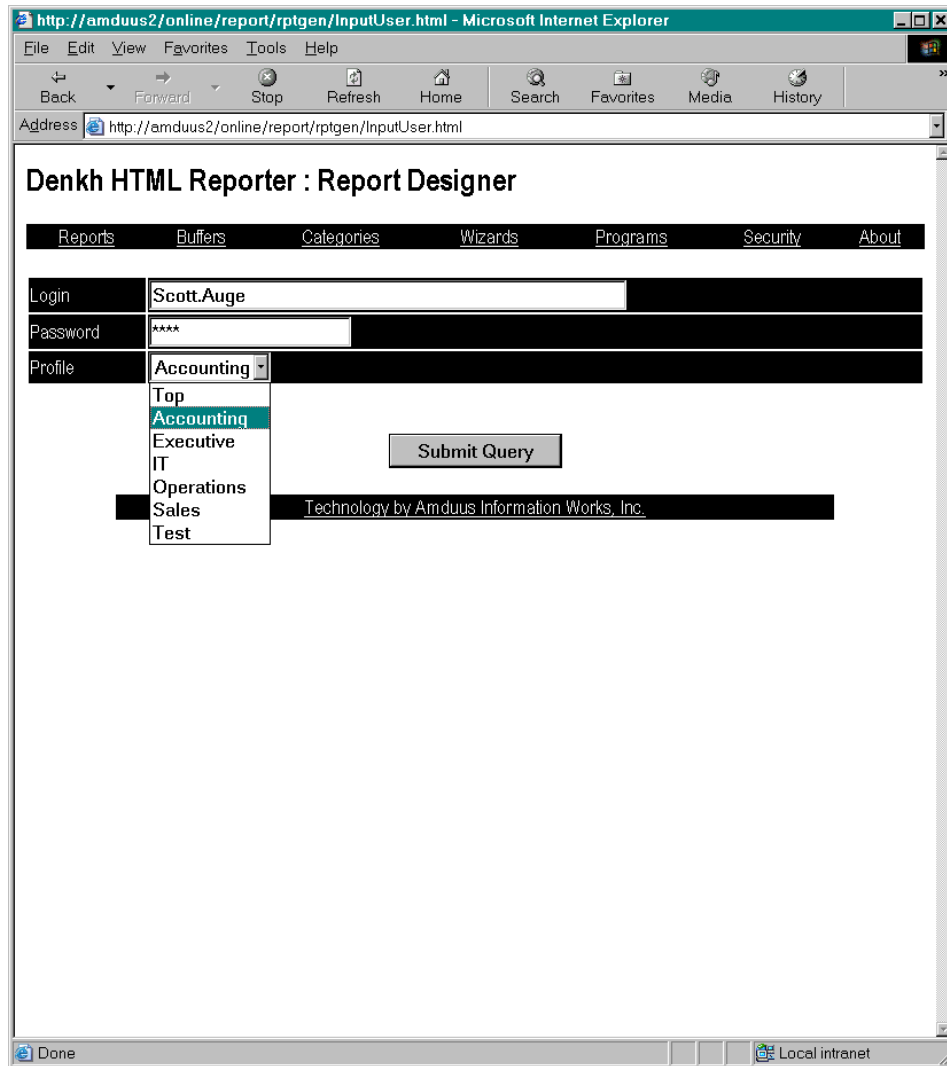 http://amduus2/online/report/rptgen/InputUser.html - Microsoft Internet Explorer
File Edit View Favorites Tools Help
Back Forward Stop Refresh Home Search Favorites Media History »
Address http://amduus2/online/report/rptgen/InputUser.html
Denkh HTML Reporter : Report Designer
Reports Buffers Categories Wizards Programs Security About
Login Scott.Auge
Password ****
Profile Accounting
Top
Accounting
Executive
IT
Operations
Sales
Test
Submit Query
Technology by Amduus Information Works, Inc.
Done Local intranet